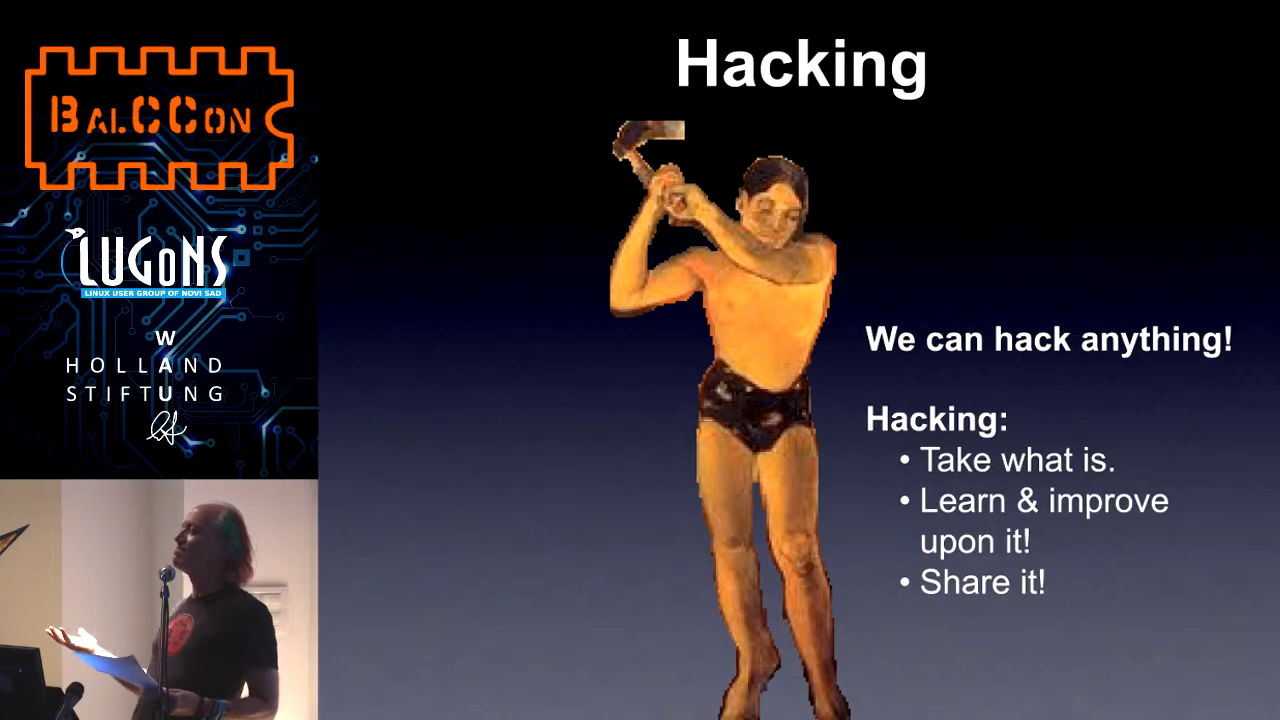 BALCCON
LUGONS
LINUX USER GROUP OF NOVI SAD
W
HOLLAND
STIFTUNG
Hacking
We can hack anything!
Hacking:
• Take what is.
• Learn & improve
upon it!
• Share it!